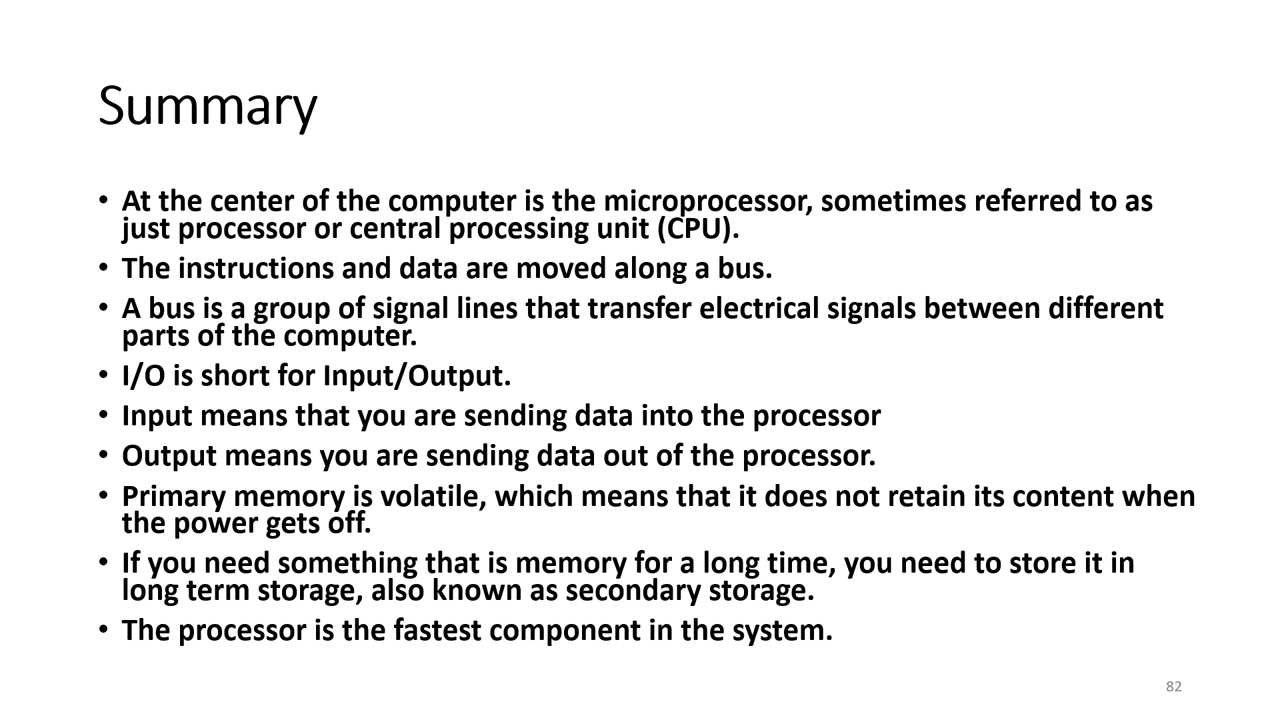 Summary
• At the center of the computer is the microprocessor, sometimes referred to as
just processor or central processing unit (CPU).
• The instructions and data are moved along a bus.
• A bus is a group of signal lines that transfer electrical signals between different
parts of the computer.
• I/O is short for Input/Output.
• Input means that you are sending data into the processor
• Output means you are sending data out of the processor.
• Primary memory is volatile, which means that it does not retain its content when
the power gets off.
• If you need something that is memory for a long time, you need to store it in
long term storage, also known as secondary storage.
• The processor is the fastest component in the system.
82